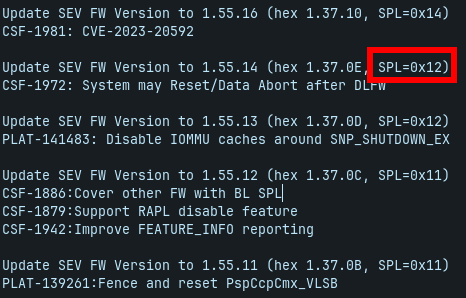 Update SEV FW Version to 1.55.16 (hex 1.37.10, SPL=0x14)
CSF-1981: CVE-2023-20592
Update SEV FW Version to 1.55.14 (hex 1.37.0E, SPL=0x12)
CSF-1972: System may Reset/Data Abort after DLFW
Update SEV FW Version to 1.55.13 (hex 1.37.0D, SPL=0x12)
PLAT-141483: Disable IOMMU caches around SNP_SHUTDOWN_EX
Update SEV FW Version to 1.55.12 (hex 1.37.0C, SPL=0x11)
CSF-1886:Cover other FW with BL SPL
CSF-1879:Support RAPL disable feature
CSF-1942:Improve FEATURE_INFO reporting
Update SEV FW Version to 1.55.11 (hex 1.37.0B, SPL=0x11)
PLAT-139261:Fence and reset PspCcpCmx_VLSB